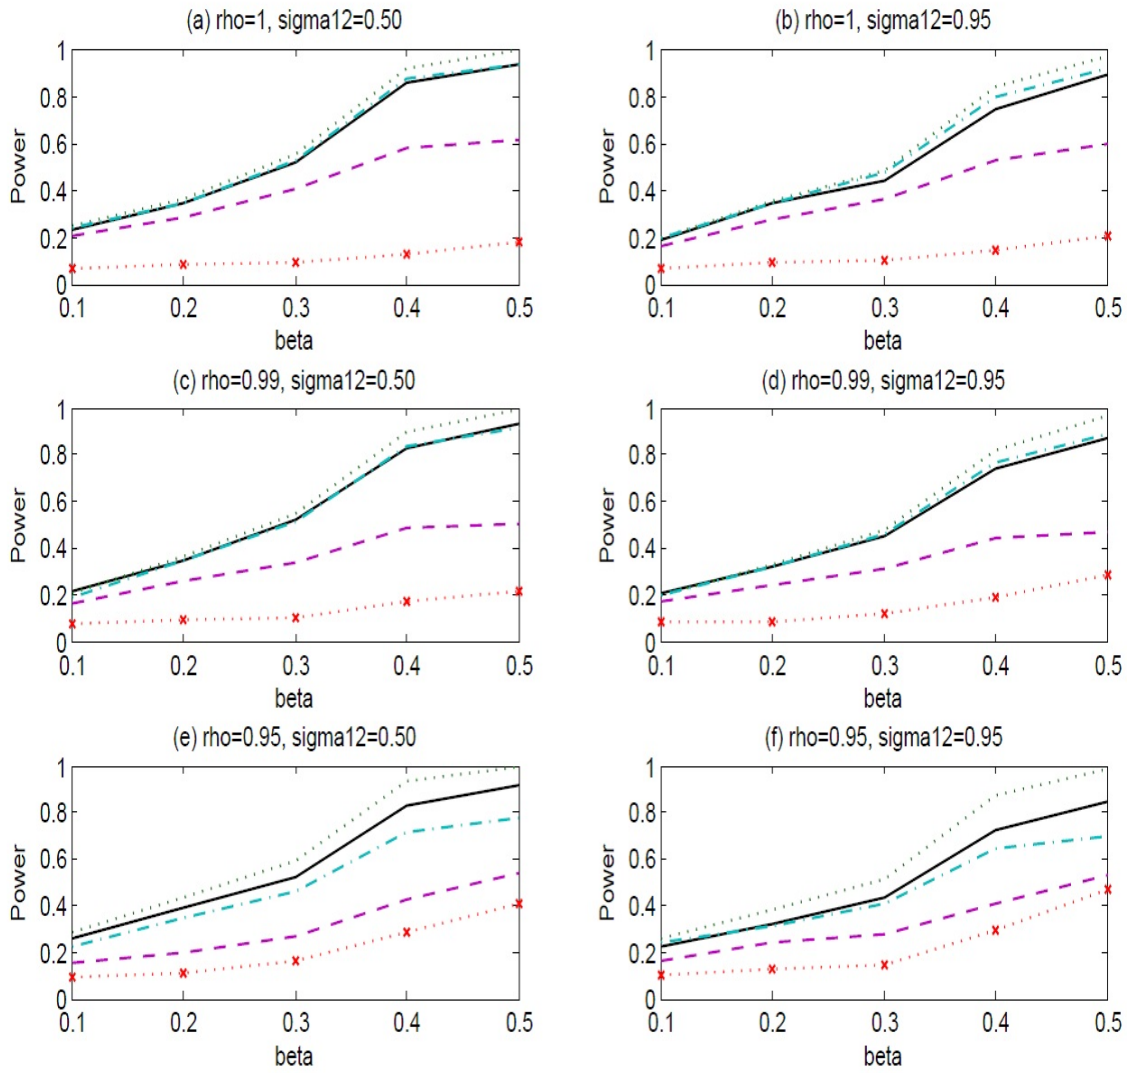 (a) rho=1, sigma12=0.50
1
0.8
0.6
0.4
0.2
0
Power
0.1 0.2 0.3 0.4 0.5
beta
(b) rho=1, sigma12=0.95
1
0.8
0.6
0.4
0.2
0
Power
0.1 0.2 0.3 0.4 0.5
beta
(c) rho=0.99, sigma12=0.50
1
0.8
0.6
0.4
0.2
0
Power
0.1 0.2 0.3 0.4 0.5
beta
(d) rho=0.99, sigma12=0.95
1
0.8
0.6
0.4
0.2
0
Power
0.1 0.2 0.3 0.4 0.5
beta
(e) rho=0.95, sigma12=0.50
1
0.8
0.6
0.4
0.2
0
Power
0.1 0.2 0.3 0.4 0.5
beta
(f) rho=0.95, sigma12=0.95
1
0.8
0.6
0.4
0.2
0
Power
0.1 0.2 0.3 0.4 0.5
beta